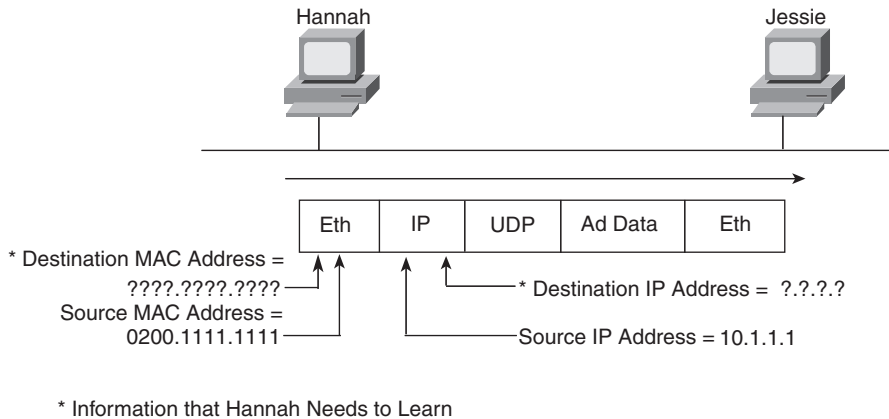 Hannah
Jessie
Eth
IP
UDP
Ad Data
Eth
* Destination MAC Address =
????.????.????
Source MAC Address =
0200.1111.1111
* Destination IP Address = ?.?.?.?
Source IP Address = 10.1.1.1
* Information that Hannah Needs to Learn